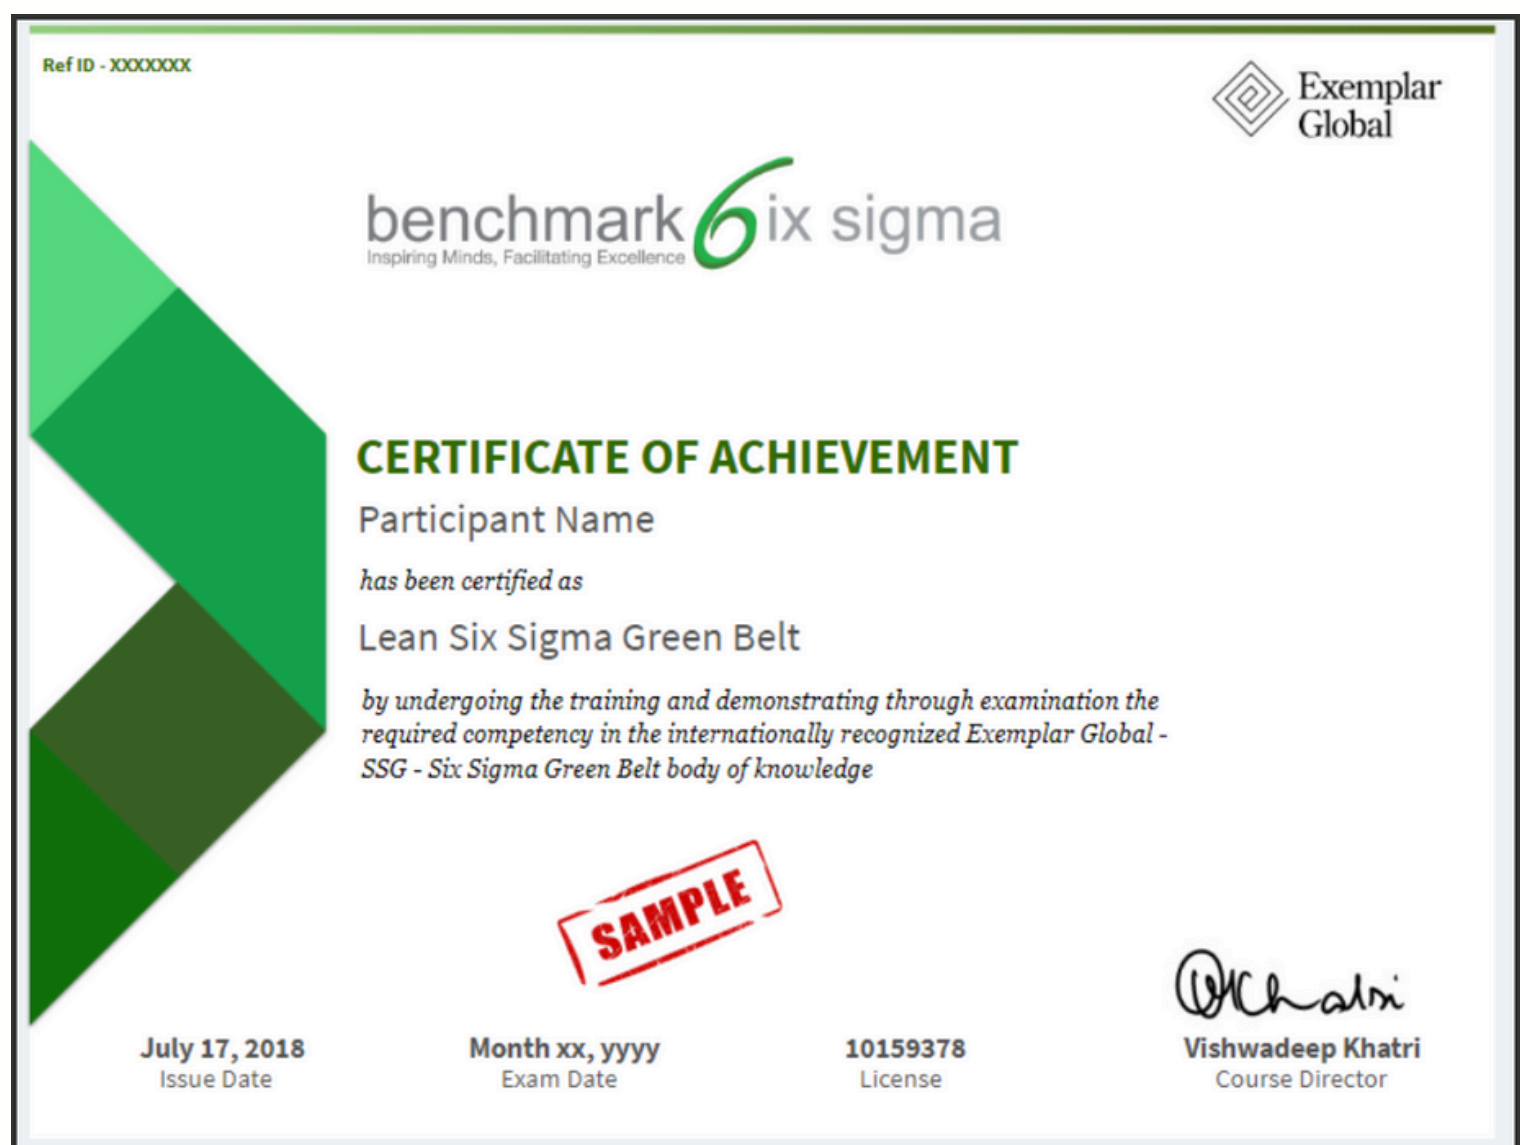 Ref ID - XXXXXXX
Exemplar
Global
benchmark 6ix sigma
Inspiring Minds, Facilitating Excellence
CERTIFICATE OF ACHIEVEMENT
Participant Name
has been certified as
Lean Six Sigma Green Belt
by undergoing the training and demonstrating through examination the
required competency in the internationally recognized Exemplar Global -
SSG - Six Sigma Green Belt body of knowledge
SAMPLE
VKhatri
July 17, 2018
Issue Date
Month xx, yyyy
Exam Date
10159378
License
Vishwadeep Khatri
Course Director